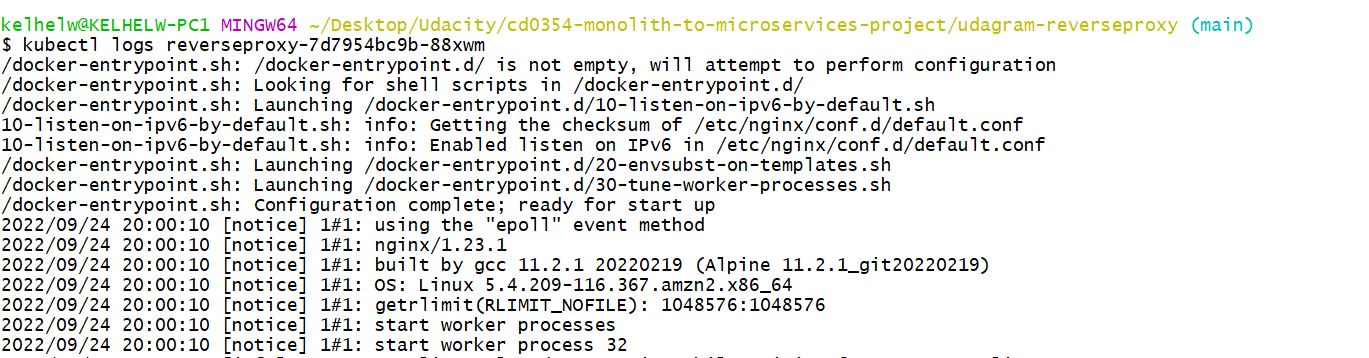 kelhelw@KELHELW-PC1 MINGW64 ~/Desktop/Udacity/cd0354-monolith-to-microservices-project/udagram-reverseproxy (main)
$ kubectl logs reverseproxy-7d7954bc9b-88xwm
/docker-entrypoint.sh: /docker-entrypoint.d/ is not empty, will attempt to perform configuration
/docker-entrypoint.sh: Looking for shell scripts in /docker-entrypoint.d/
/docker-entrypoint.sh: Launching /docker-entrypoint.d/10-listen-on-ipv6-by-default.sh
10-listen-on-ipv6-by-default.sh: info: Getting the checksum of /etc/nginx/conf.d/default.conf
10-listen-on-ipv6-by-default.sh: info: Enabled listen on IPv6 in /etc/nginx/conf.d/default.conf
/docker-entrypoint.sh: Launching /docker-entrypoint.d/20-envsubst-on-templates.sh
/docker-entrypoint.sh: Launching /docker-entrypoint.d/30-tune-worker-processes.sh
/docker-entrypoint.sh: Configuration complete; ready for start up
2022/09/24 20:00:10 [notice] 1#1: using the "epoll" event method
2022/09/24 20:00:10 [notice] 1#1: nginx/1.23.1
2022/09/24 20:00:10 [notice] 1#1: built by gcc 11.2.1 20220219 (Alpine 11.2.1_git20220219)
2022/09/24 20:00:10 [notice] 1#1: OS: Linux 5.4.209-116.367.amzn2.x86_64
2022/09/24 20:00:10 [notice] 1#1: getrlimit(RLIMIT_NOFILE): 1048576:1048576
2022/09/24 20:00:10 [notice] 1#1: start worker processes
2022/09/24 20:00:10 [notice] 1#1: start worker process 32